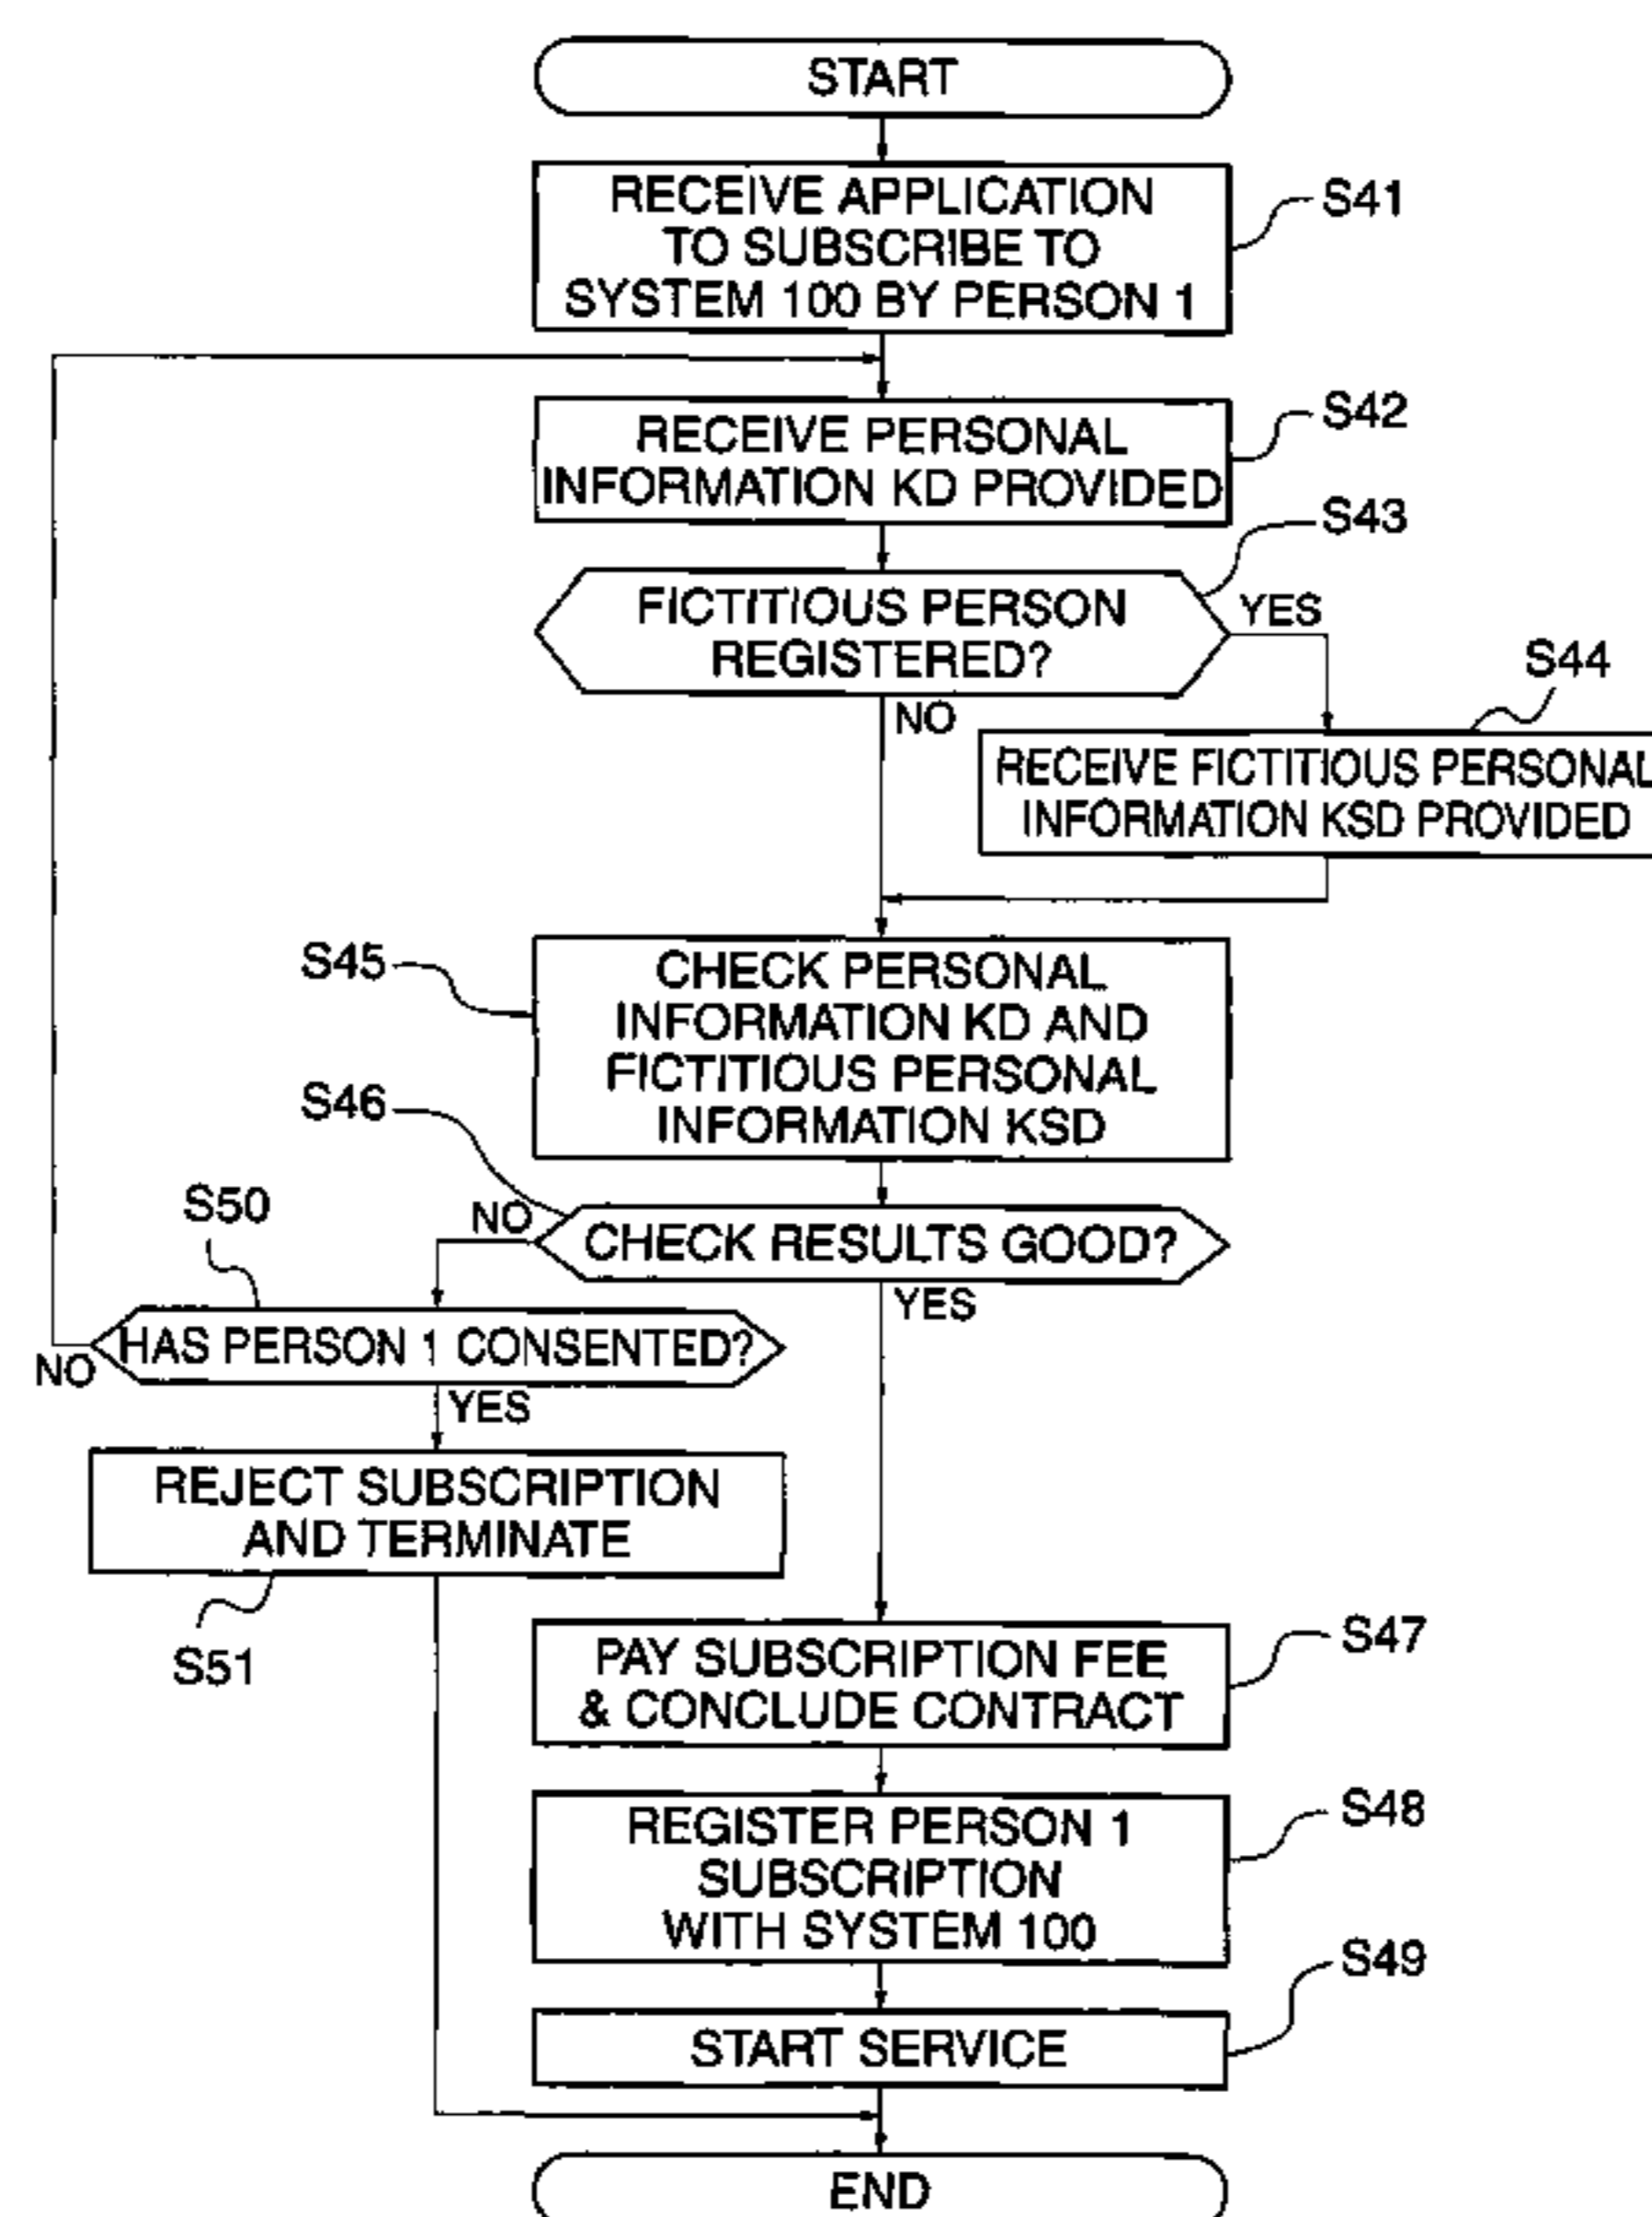 START
RECEIVE APPLICATION
TO SUBSCRIBE TO
SYSTEM 100 BY PERSON 1
S41
RECEIVE PERSONAL
INFORMATION KD PROVIDED
S42
S43
FICTITIOUS PERSON
REGISTERED?
YES
NO
S44
RECEIVE FICTITIOUS PERSONAL
INFORMATION KSD PROVIDED
S45
CHECK PERSONAL
INFORMATION KD AND
FICTITIOUS PERSONAL
INFORMATION KSD
S46
NO
CHECK RESULTS GOOD?
YES
S50
HAS PERSON 1 CONSENTED?
NO
YES
REJECT SUBSCRIPTION
AND TERMINATE
S51
PAY SUBSCRIPTION FEE
& CONCLUDE CONTRACT
S47
REGISTER PERSON 1
SUBSCRIPTION
WITH SYSTEM 100
S48
START SERVICE
S49
END